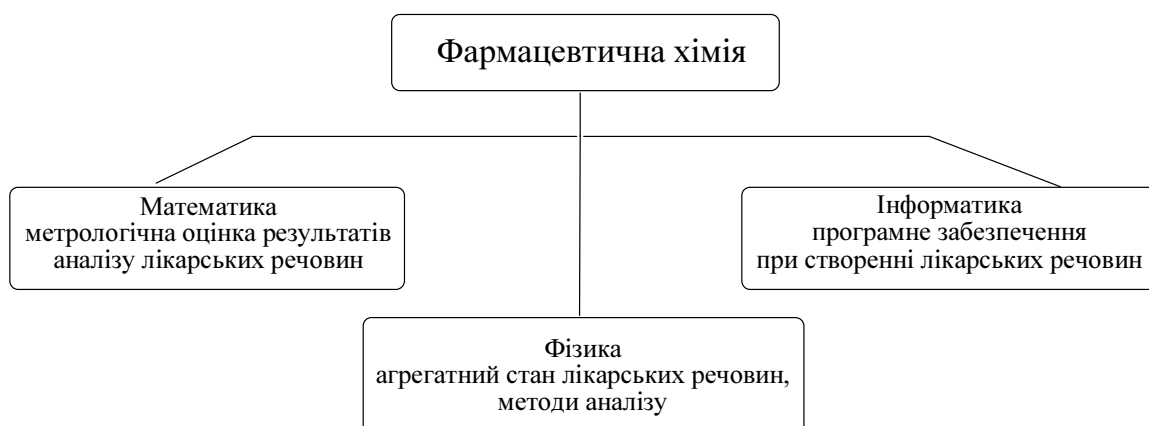 Фармацевтична хімія
Математика
метрологічна оцінка результатів
аналізу лікарських речовин
Інформатика
програмне забезпечення
при створенні лікарських речовин
Фізика
агрегатний стан лікарських речовин,
методи аналізу